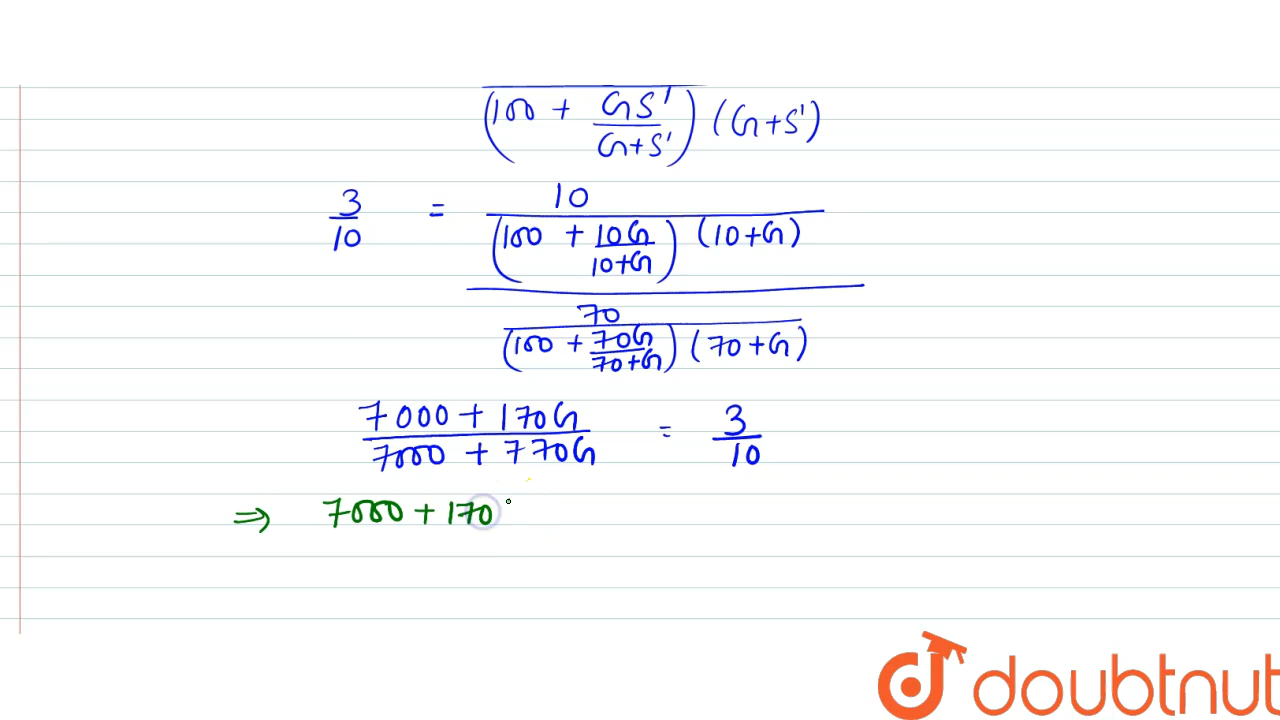 (100 + GS'/G+S') (G+S')
3/10 = 10
(100 + 10G/10+G) (10+G)
70
(100 + 70G/70+G) (70+G)
7000 + 170G / 7000 + 770G = 3/10
⇒ 7000 + 170
doubtnut